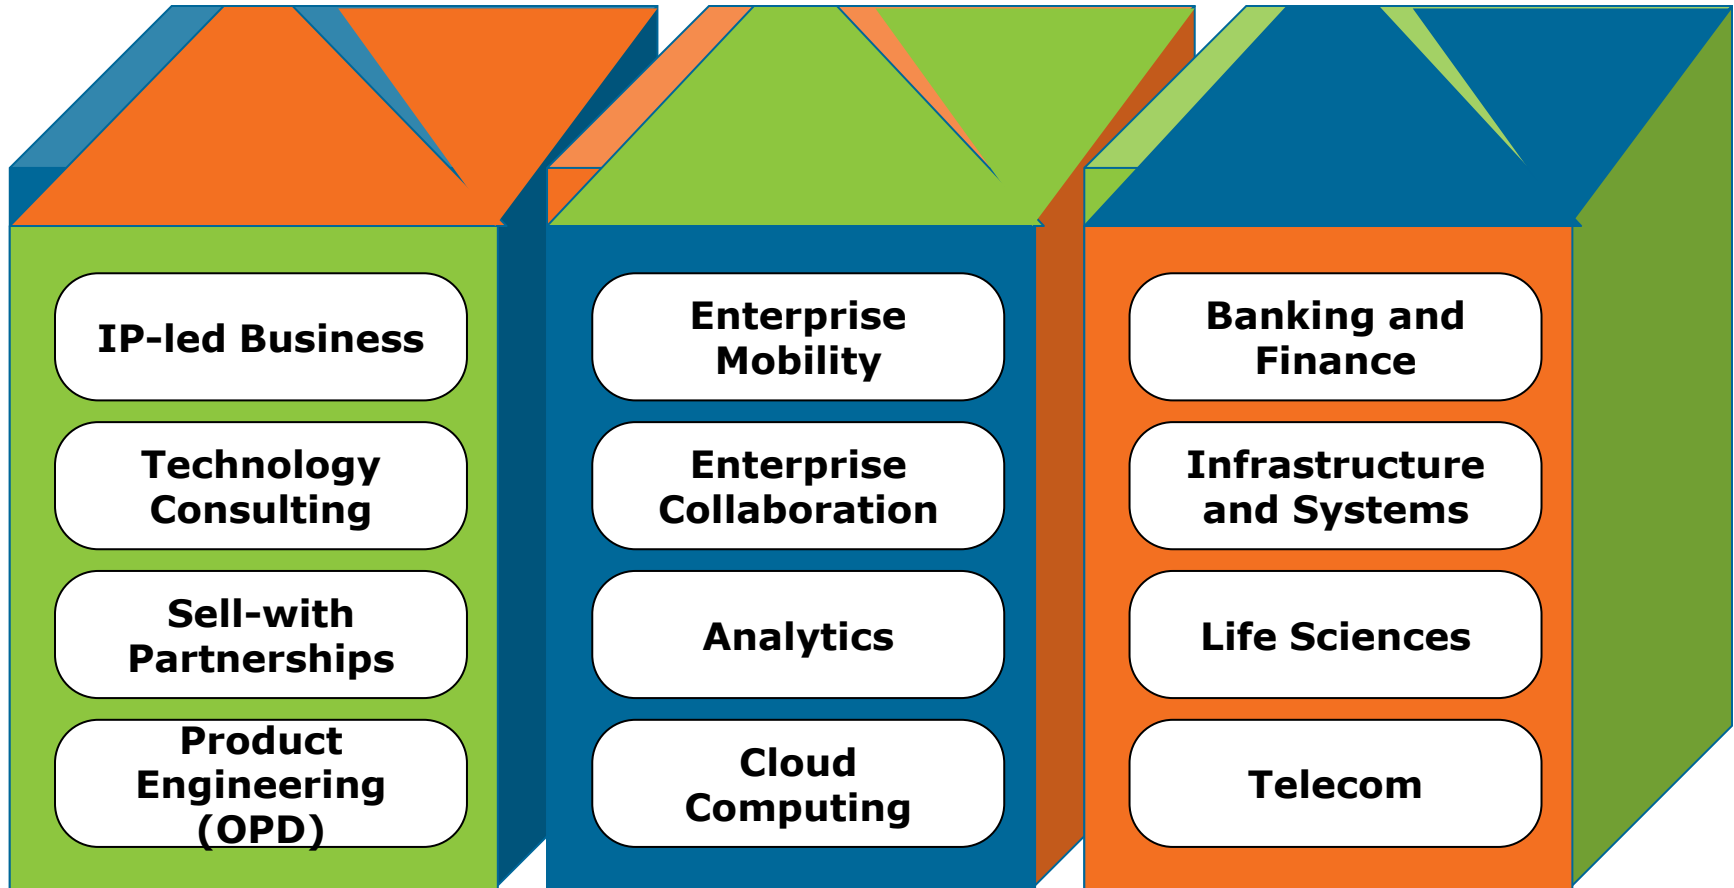 IP-led Business
Technology
Consulting
Sell-with
Partnerships
Product
Engineering
(OPD)
Enterprise
Mobility
Enterprise
Collaboration
Analytics
Cloud
Computing
Banking and
Finance
Infrastructure
and Systems
Life Sciences
Telecom